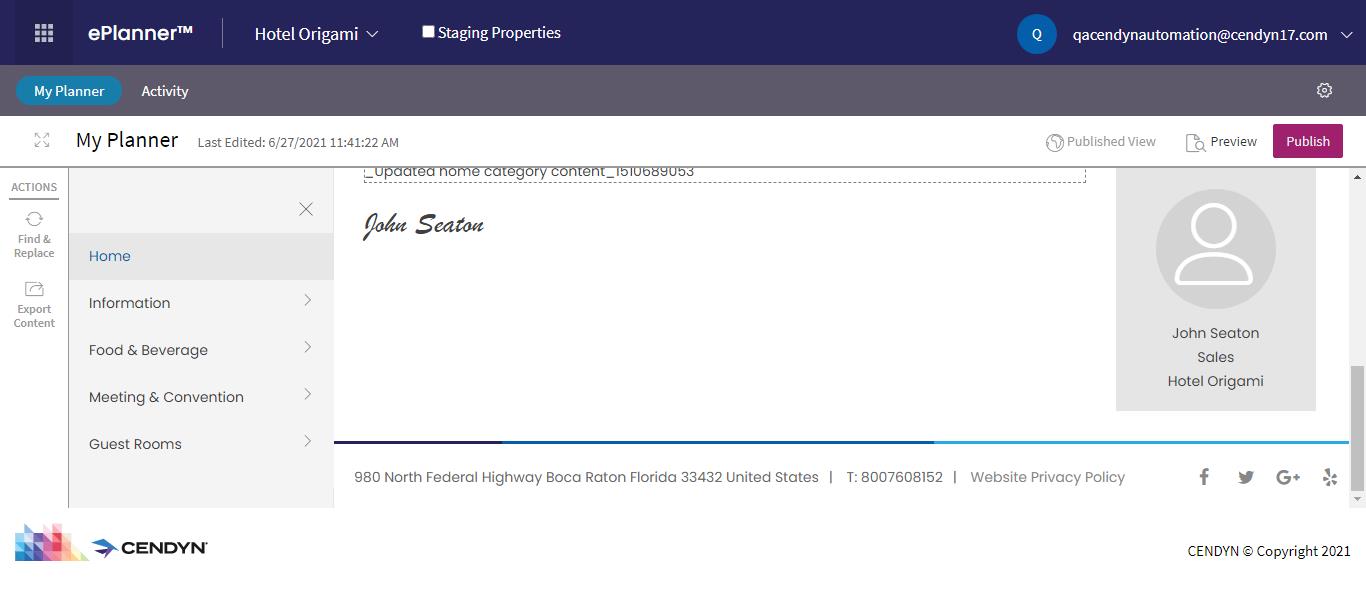 ePlanner™
Hotel Origami
Staging Properties
Q
qacendynautomation@cendyn17.com
My Planner
Activity
My Planner
Last Edited: 6/27/2021 11:41:22 AM
Published View
Preview
Publish
ACTIONS
Find &
Replace
Export
Content
Home
Information
Food & Beverage
Meeting & Convention
Guest Rooms
_Updated home category content_1510689053
John Seaton
John Seaton
Sales
Hotel Origami
980 North Federal Highway Boca Raton Florida 33432 United States | T: 8007608152 | Website Privacy Policy
CENDYN
CENDYN © Copyright 2021